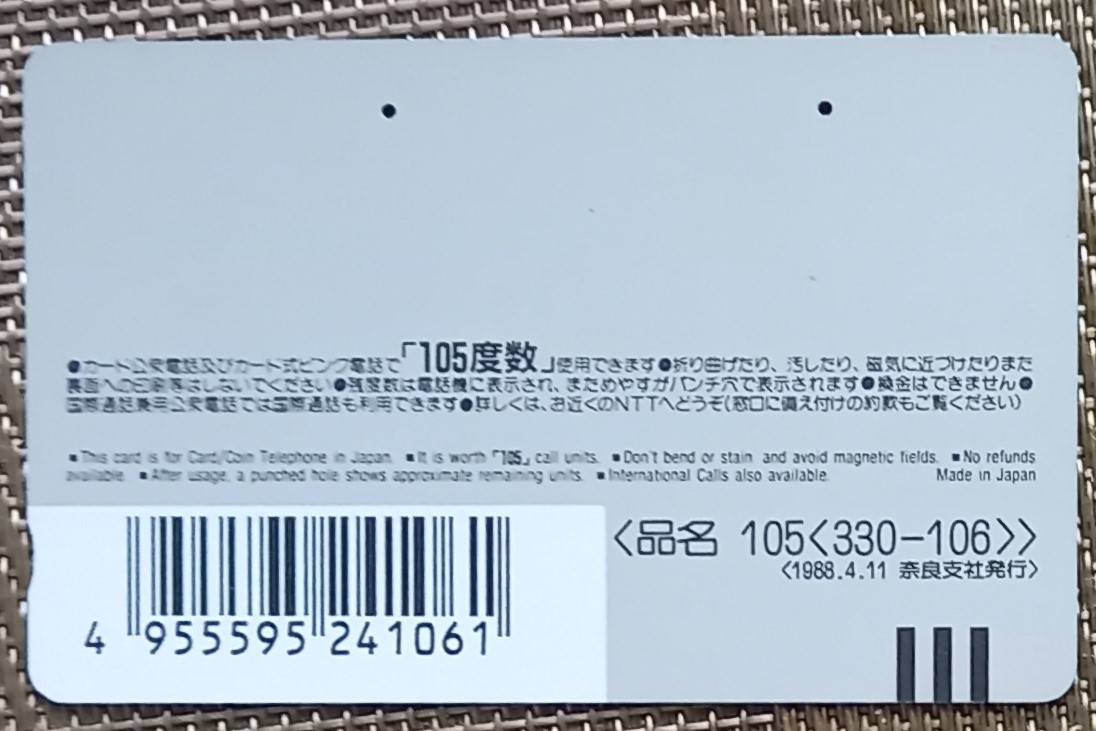 ●カード公衆電話及びカード式ピンク電話で「105度数」使用できます●折り曲げたり、汚したり、磁気に近づけたりまた
裏面への印刷等はしないでください●残度数は電話機に表示され、まためやすがパンチ穴で表示されます●換金はできません●
国際通話兼用公衆電話では国際通話も利用できます●詳しくは、お近くのNTTへどうぞ(窓口に備え付けの約款もご覧ください)
■This card is for Card/Coin Telephone in Japan. ■It is worth「105」call units. ■Don't bend or stain and avoid magnetic fields. ■No refunds
available. ■After usage, a punched hole shows approximate remaining units. ■International Calls also available. Made in Japan
<品名 105<330-106>>
<1988.4.11 奈良支社発行>
4 955595 241061